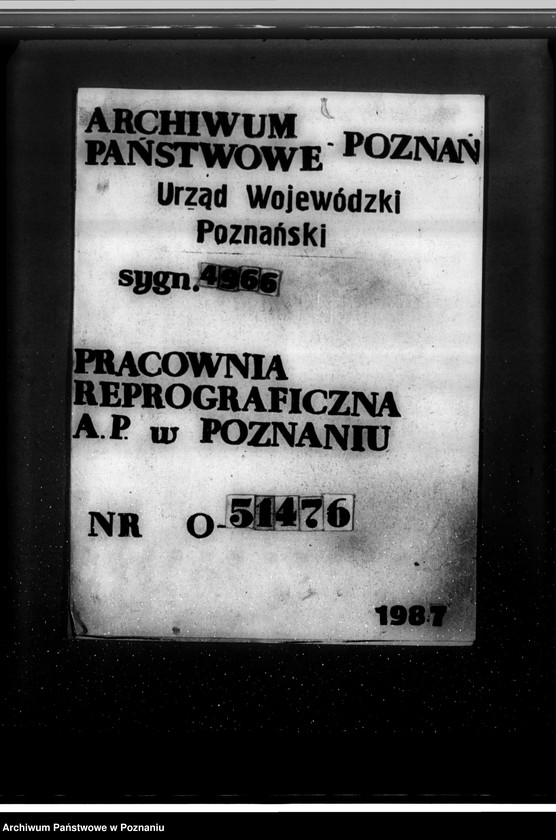 ARCHIWUM
PAŃSTWOWE - POZNAŃ
Urząd Wojewódzki
Poznański
sygn. 4966
PRACOWNIA
REPROGRAFICZNA
A.P. w POZNANIU
NR O-51476
1987
Archiwum Państwowe w Poznaniu